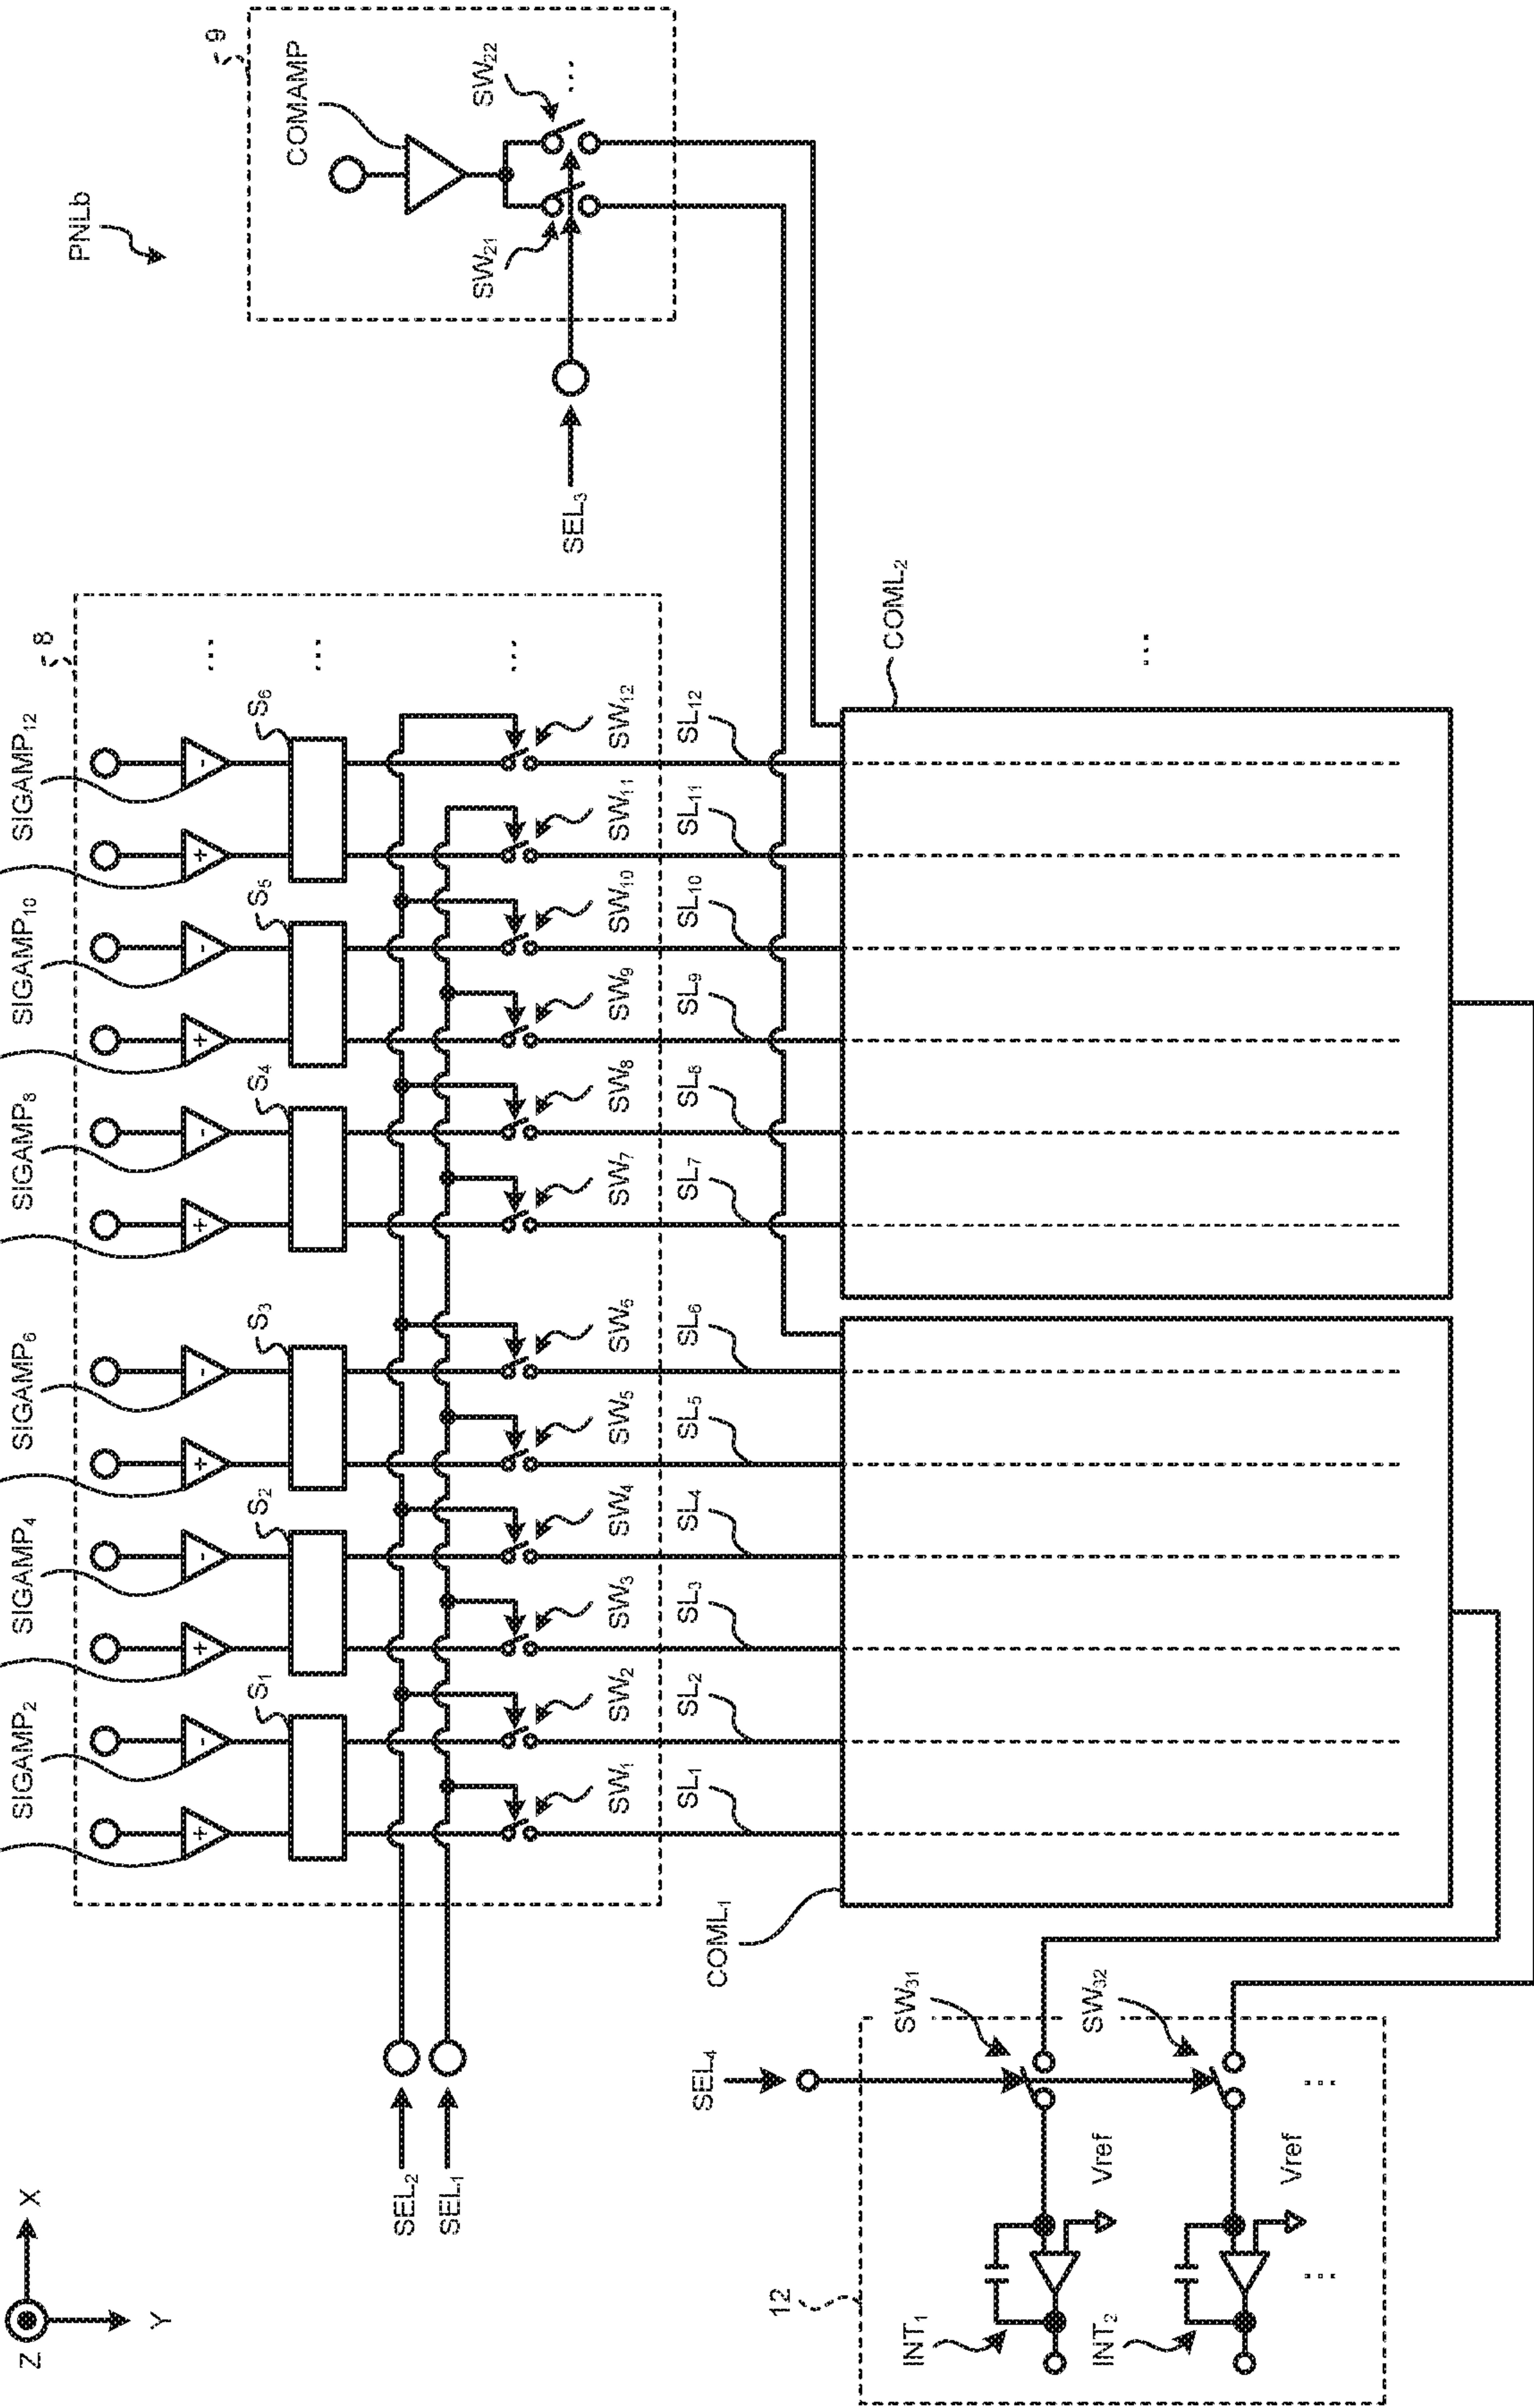 PNLb
9
COMAMP
SW22
SW21
...
SEL3
8
SIGAMP2
SIGAMP4
SIGAMP6
SIGAMP8
SIGAMP10
SIGAMP12
+
-
+
-
+
-
+
-
+
-
+
-
...
S1
S2
S3
S4
S5
S6
...
SEL2
SEL1
...
SW1
SW2
SW3
SW4
SW5
SW6
SW7
SW8
SW9
SW10
SW11
SW12
SL1
SL2
SL3
SL4
SL5
SL6
SL7
SL8
SL9
SL10
SL11
SL12
COML1
COML2
...
SEL4
SW31
SW32
...
Vref
Vref
12
INT1
INT2
...
X
Y
Z